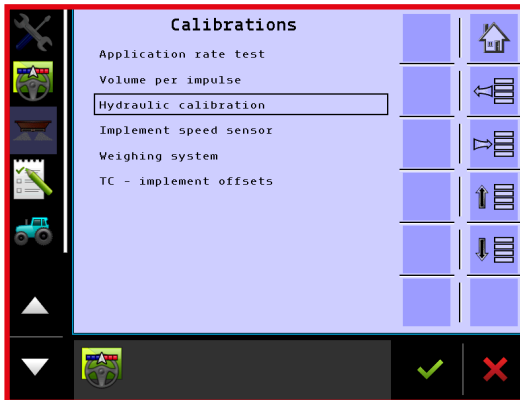 Calibrations
Application rate test
Volume per impulse
Hydraulic calibration
Implement speed sensor
Weighing system
TC - implement offsets